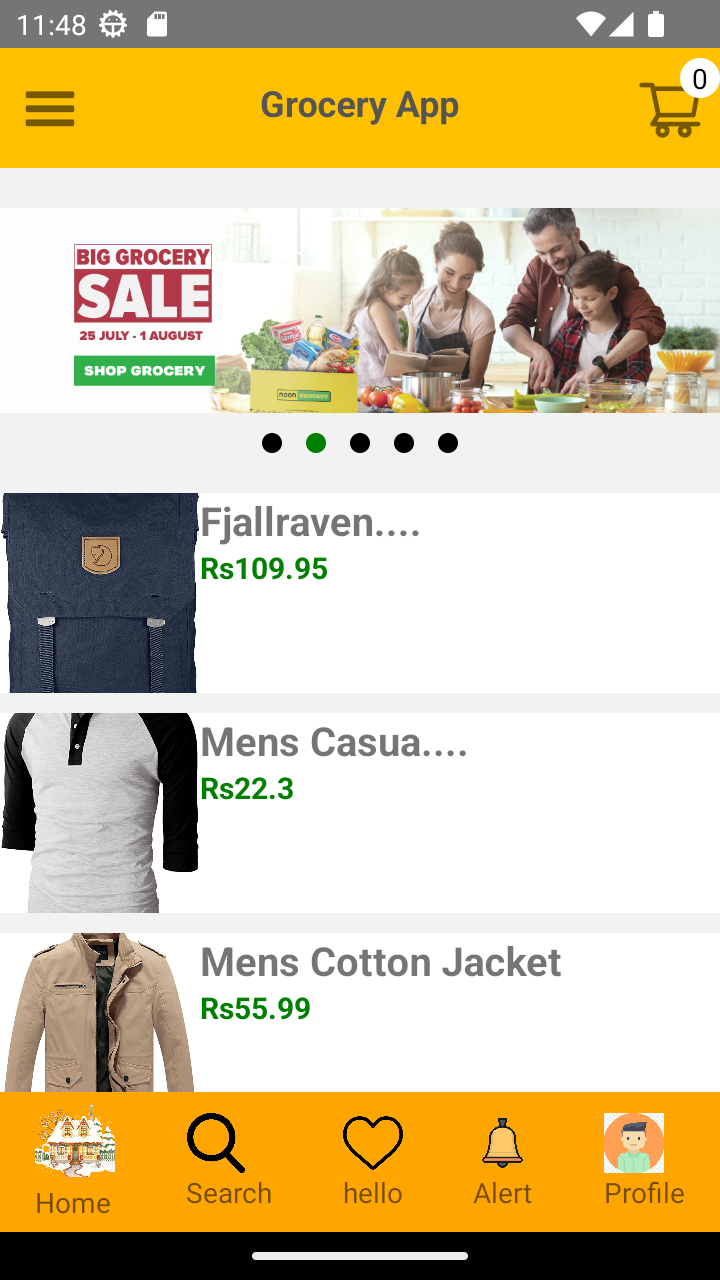 11:48
0
Grocery App
BIG GROCERY
SALE
25 JULY - 1 AUGUST
SHOP GROCERY
noon GROCERY
Fjallraven....
Rs109.95
Mens Casua....
Rs22.3
Mens Cotton Jacket
Rs55.99
Home
Search
hello
Alert
Profile